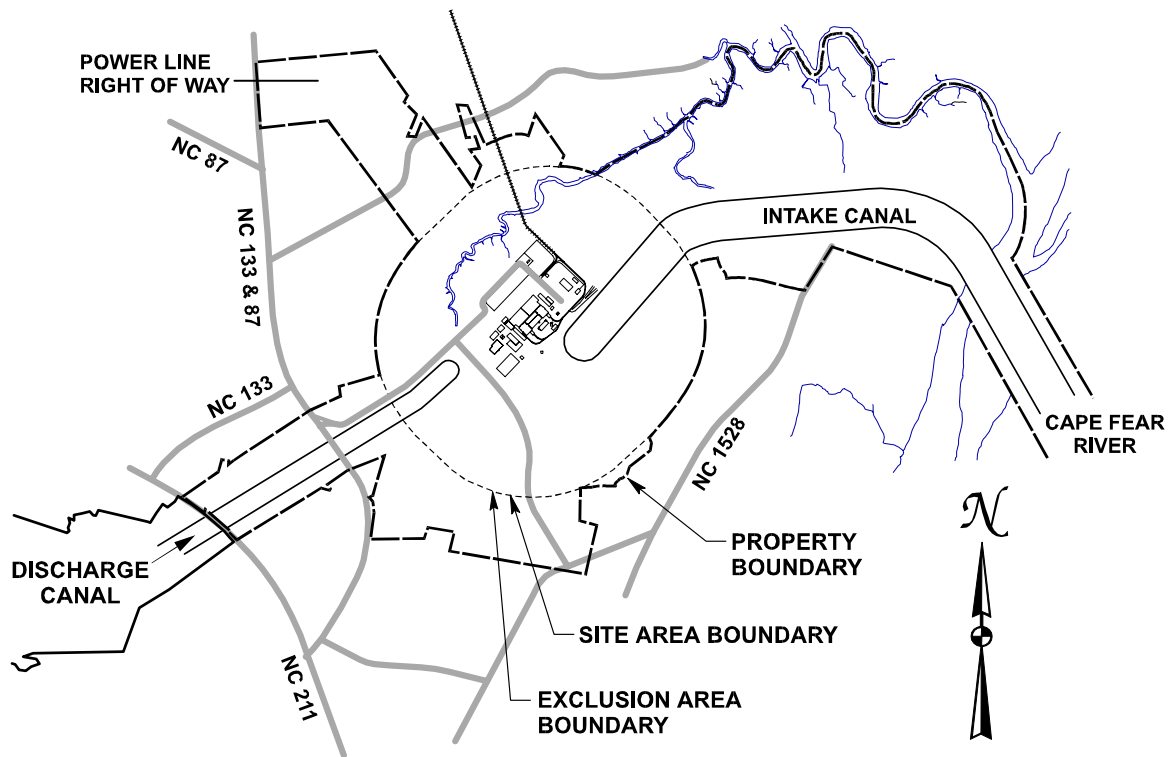 POWER LINE
RIGHT OF WAY
NC 87
NC 133 & 87
INTAKE CANAL
NC 133
CAPE FEAR
RIVER
NC 1528
N
PROPERTY
BOUNDARY
DISCHARGE
CANAL
SITE AREA BOUNDARY
NC 211
EXCLUSION AREA
BOUNDARY